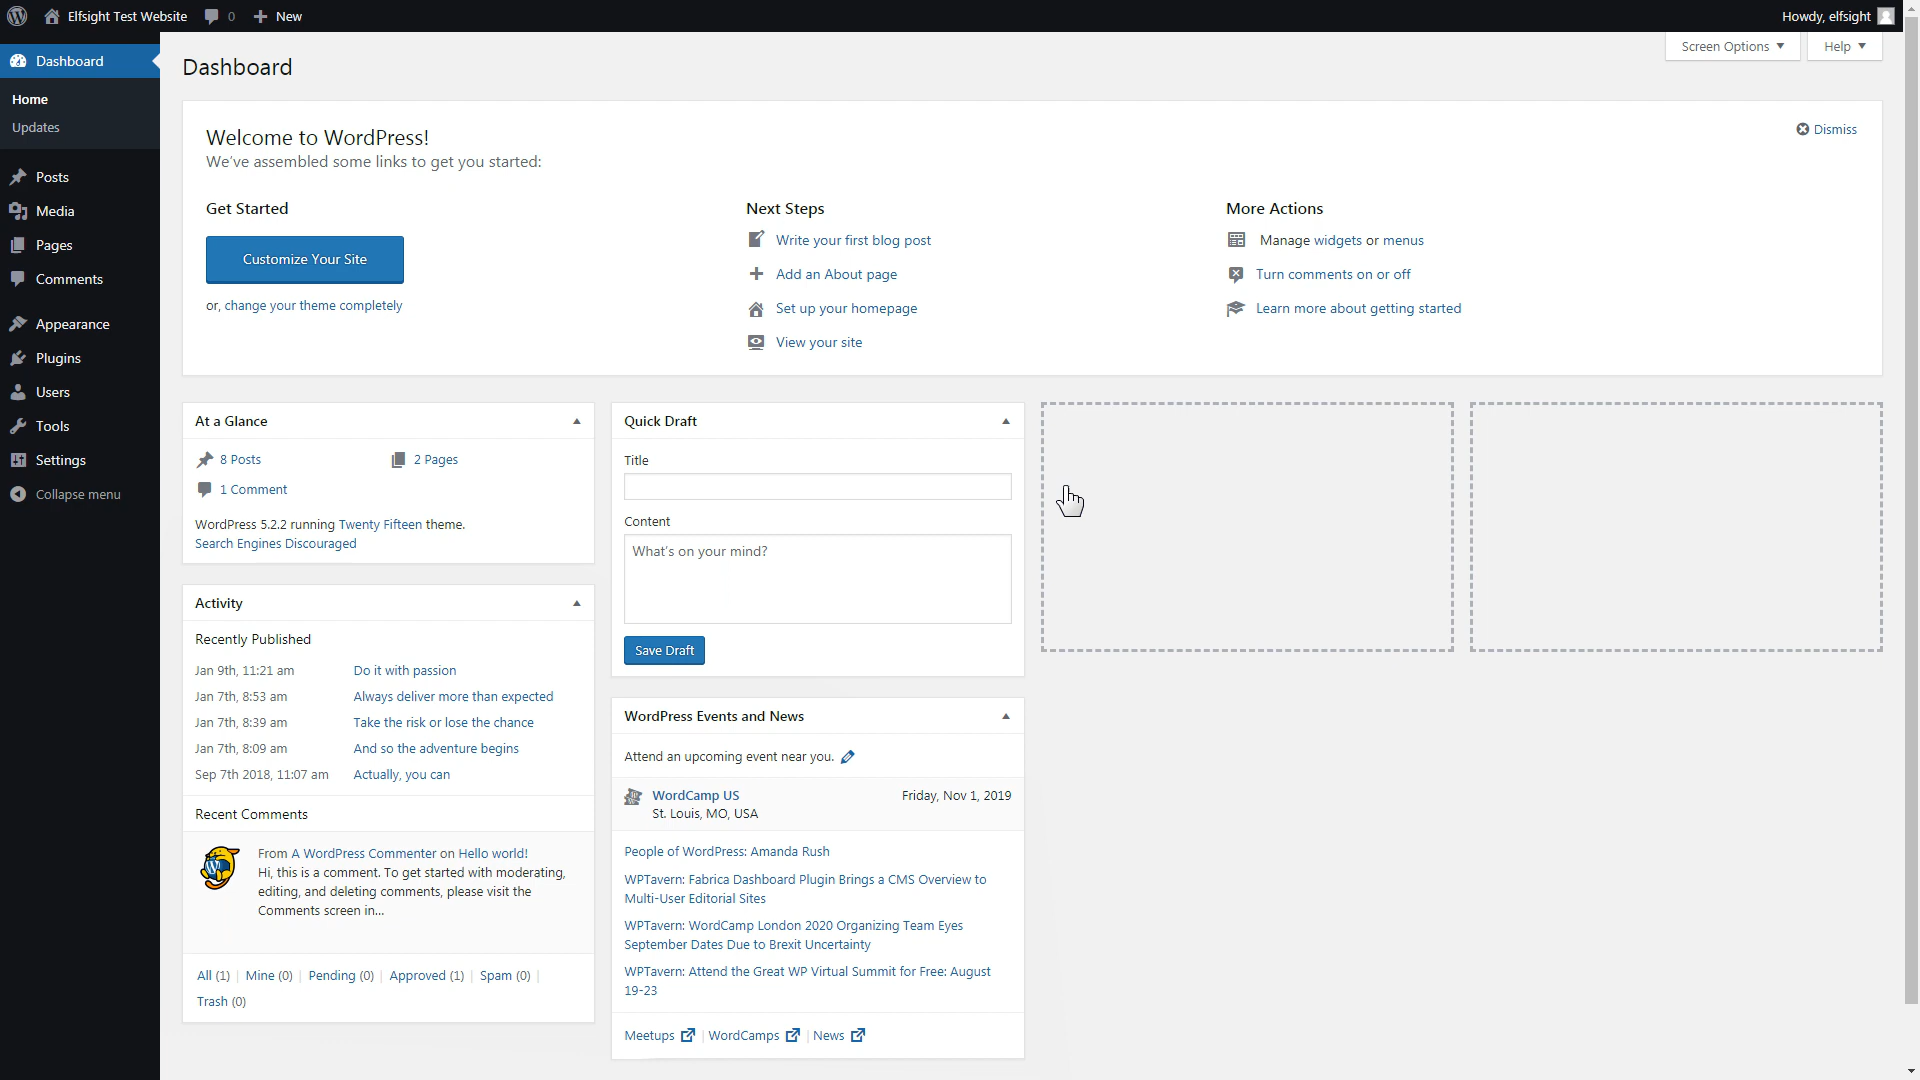 Elfsight Test Website 0 New Howdy, elfsight
Screen Options Help
Dashboard
Home
Updates
Posts
Media
Pages
Comments
Appearance
Plugins
Users
Tools
Settings
Collapse menu
Dashboard
Welcome to WordPress!
We've assembled some links to get you started:
Dismiss
Get Started
Customize Your Site
or, change your theme completely
Next Steps
Write your first blog post
Add an About page
Set up your homepage
View your site
More Actions
Manage widgets or menus
Turn comments on or off
Learn more about getting started
At a Glance
8 Posts 2 Pages
1 Comment
WordPress 5.2.2 running Twenty Fifteen theme.
Search Engines Discouraged
Activity
Recently Published
Jan 9th, 11:21 am Do it with passion
Jan 7th, 8:53 am Always deliver more than expected
Jan 7th, 8:39 am Take the risk or lose the chance
Jan 7th, 8:09 am And so the adventure begins
Sep 7th 2018, 11:07 am Actually, you can
Recent Comments
From A WordPress Commenter on Hello world!
Hi, this is a comment. To get started with moderating,
editing, and deleting comments, please visit the
Comments screen in...
All (1) | Mine (0) | Pending (0) | Approved (1) | Spam (0) |
Trash (0)
Quick Draft
Title
Content
What's on your mind?
Save Draft
WordPress Events and News
Attend an upcoming event near you.
WordCamp US Friday, Nov 1, 2019
St. Louis, MO, USA
People of WordPress: Amanda Rush
WPTavern: Fabrica Dashboard Plugin Brings a CMS Overview to
Multi-User Editorial Sites
WPTavern: WordCamp London 2020 Organizing Team Eyes
September Dates Due to Brexit Uncertainty
WPTavern: Attend the Great WP Virtual Summit for Free: August
19-23
Meetups | WordCamps | News